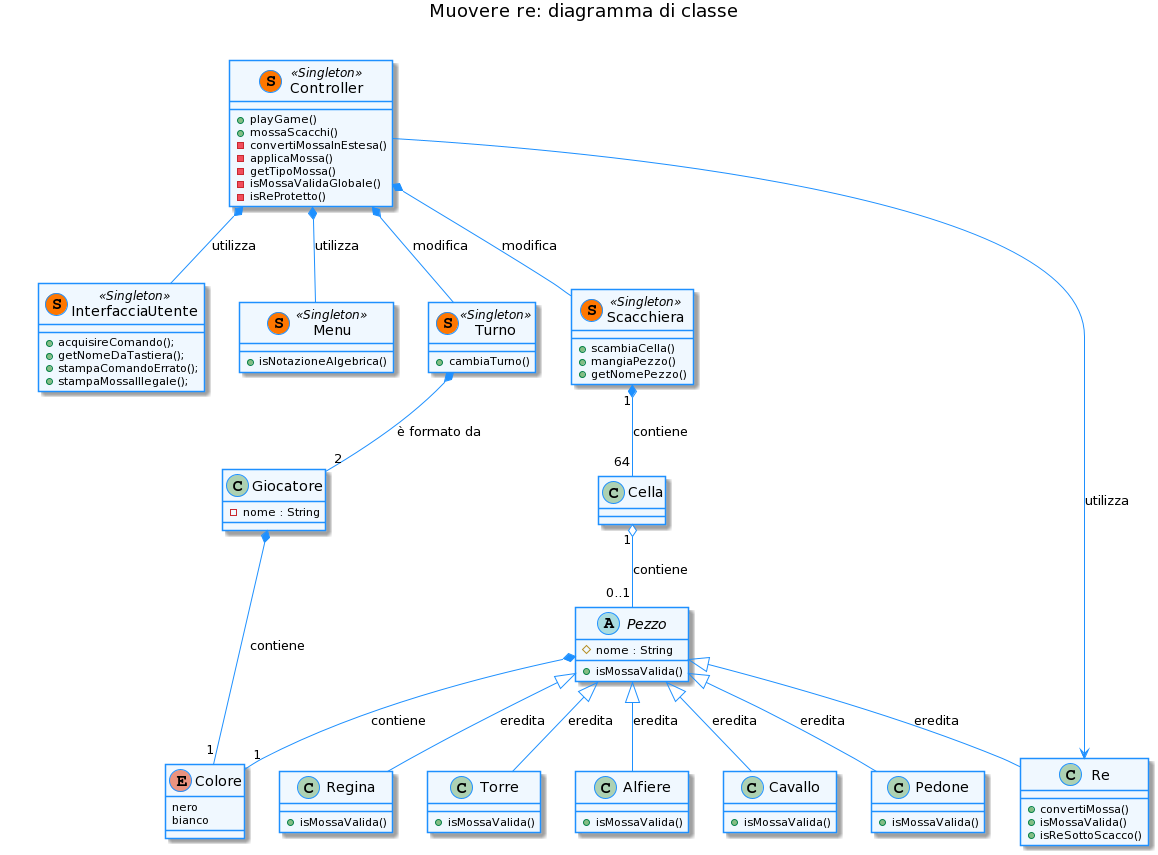 Muovere re: diagramma di classe
S
«Singleton»
Controller
playGame()
mossaScacchi()
convertiMossaInEstesa()
applicaMossa()
getTipoMossa()
isMossaValidaGlobale()
isReProtetto()
utilizza
utilizza
modifica
modifica
S
«Singleton»
InterfacciaUtente
acquisireComando();
getNomeDaTastiera();
stampaComandoErrato();
stampaMossaIllegale();
S
«Singleton»
Menu
isNotazioneAlgebrica()
S
«Singleton»
Turno
cambiaTurno()
S
«Singleton»
Scacchiera
scambiaCella()
mangiaPezzo()
getNomePezzo()
1
è formato da
contiene
2
64
C Giocatore
nome : String
C Cella
utilizza
1
contiene
0..1
A Pezzo
nome : String
isMossaValida()
contiene
contiene
eredita
eredita
eredita
eredita
eredita
eredita
1
1
E Colore
nero
bianco
C Regina
isMossaValida()
C Torre
isMossaValida()
C Alfiere
isMossaValida()
C Cavallo
isMossaValida()
C Pedone
isMossaValida()
C Re
convertiMossa()
isMossaValida()
isReSottoScacco()